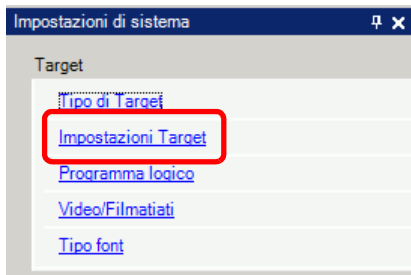 Impostazioni di sistema
Target
Tipo di Target
Impostazioni Target
Programma logico
Video/Filmatiati
Tipo font